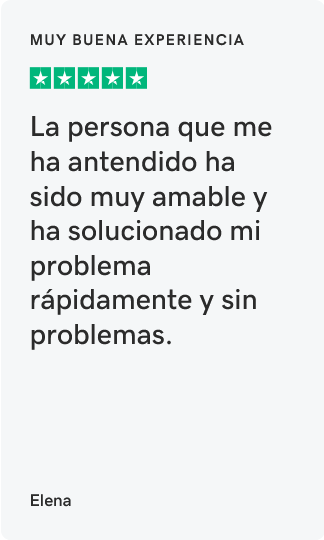 MUY BUENA EXPERIENCIA
La persona que me
ha antendido ha
sido muy amable y
ha solucionado mi
problema
rápidamente y sin
problemas.
Elena